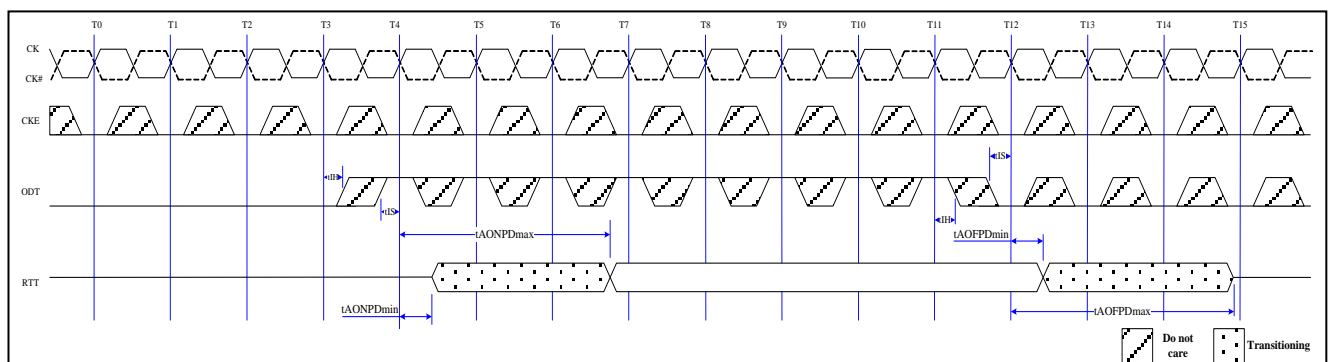 T0 T1 T2 T3 T4 T5 T6 T7 T8 T9 T10 T11 T12 T13 T14 T15
CK
CK#
CKE
tIS
tIH
ODT
tIS
tIH
tAONPDmax
tAOFPDmin
RTT
tAONPDmin
tAOFPDmax
Do not
care
Transitioning